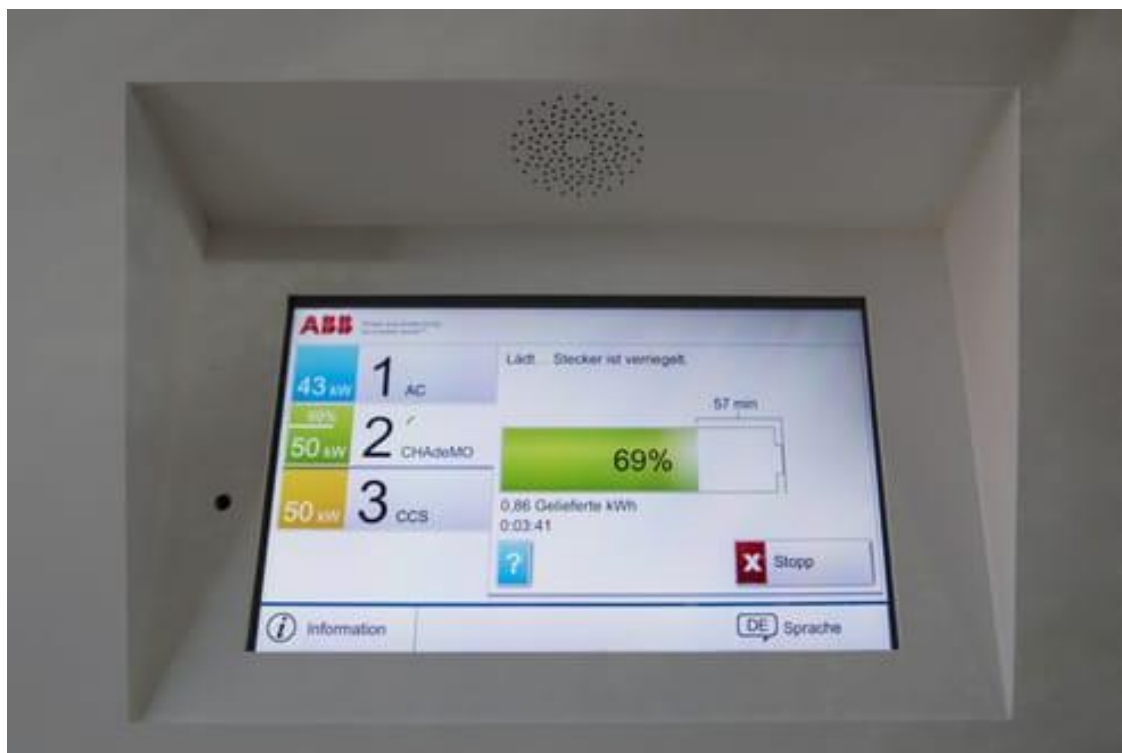 ABB
43 kW 1 AC
69%
50 kW 2 CHAdeMO
50 kW 3 CCS
Lädt... Stecker ist verriegelt.
57 min
69%
0,86 Gelieferte kWh
0:03:41
?
X Stopp
i Information
DE Sprache